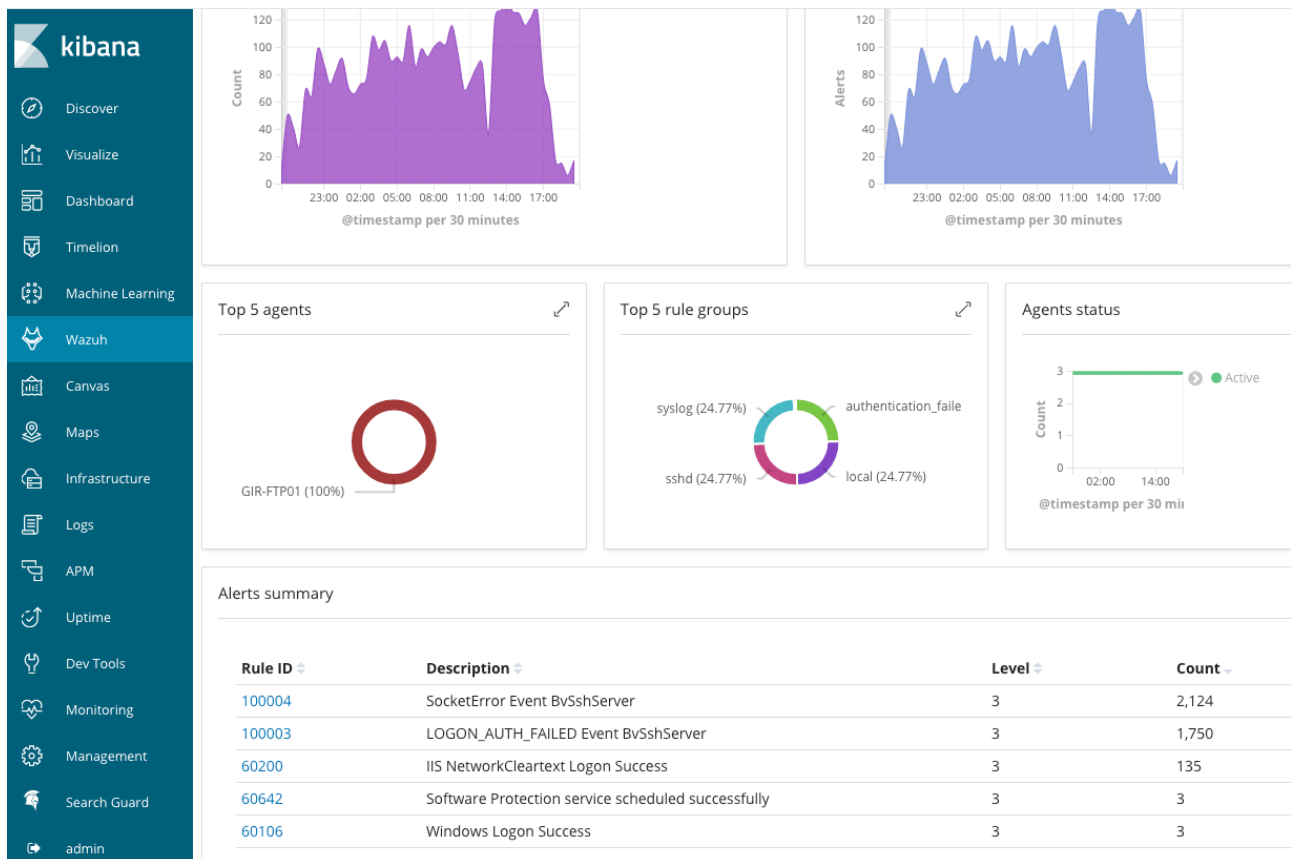 kibana
Discover
Visualize
Dashboard
Timelion
Machine Learning
Wazuh
Canvas
Maps
Infrastructure
Logs
APM
Uptime
Dev Tools
Monitoring
Management
Search Guard
admin
120
100
80
60
40
20
0
Count
23:00 02:00 05:00 08:00 11:00 14:00 17:00
@timestamp per 30 minutes
120
100
80
60
40
20
0
Alerts
23:00 02:00 05:00 08:00 11:00 14:00 17:00
@timestamp per 30 minutes
Top 5 agents
GIR-FTP01 (100%)
Top 5 rule groups
syslog (24.77%)
authentication_faile
sshd (24.77%)
local (24.77%)
Agents status
3
2
1
0
Count
02:00 14:00
@timestamp per 30 mi
Active
Alerts summary
Rule ID Description Level Count
100004 SocketError Event BvSshServer 3 2,124
100003 LOGON_AUTH_FAILED Event BvSshServer 3 1,750
60200 IIS NetworkCleartext Logon Success 3 135
60642 Software Protection service scheduled successfully 3 3
60106 Windows Logon Success 3 3